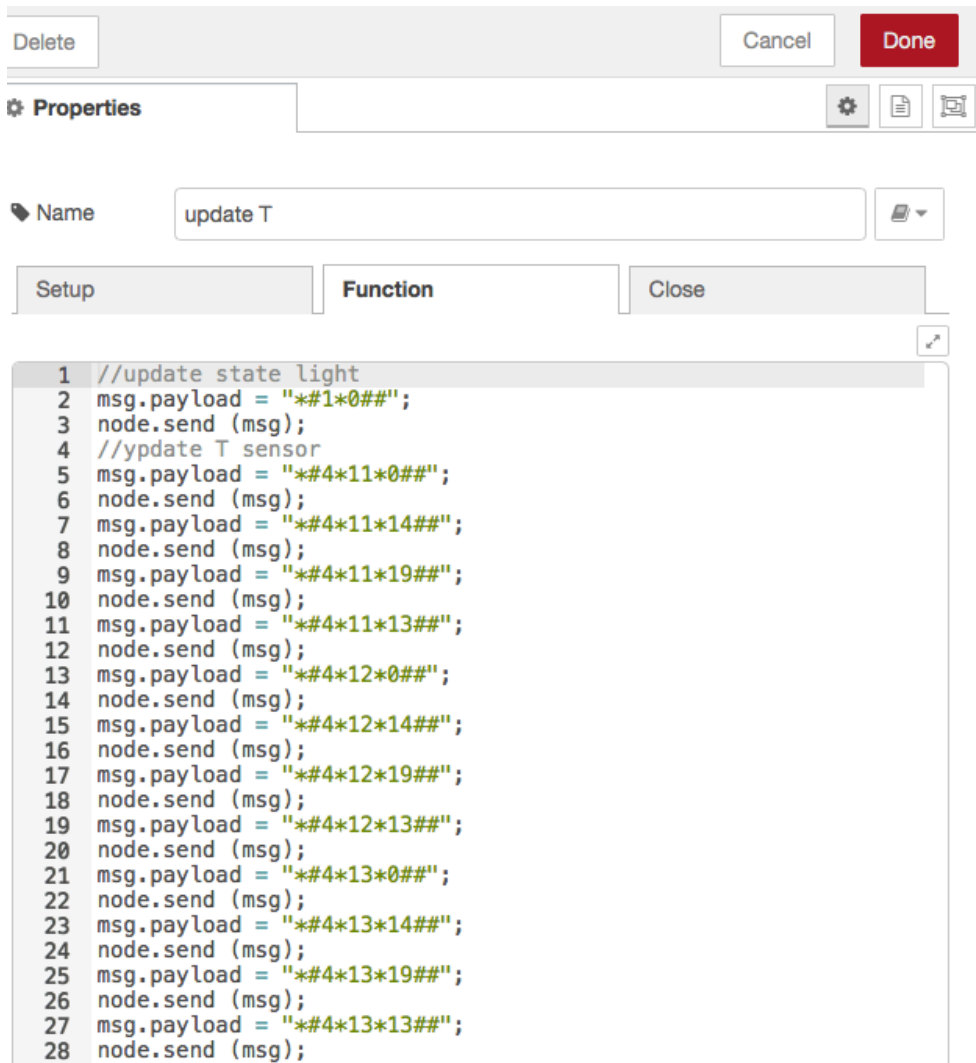 Delete Cancel Done
Properties
Name update T
Setup Function Close
1 //update state light
2 msg.payload = "*#1*0##";
3 node.send (msg);
4 //ypdate T sensor
5 msg.payload = "*#4*11*0##";
6 node.send (msg);
7 msg.payload = "*#4*11*14##";
8 node.send (msg);
9 msg.payload = "*#4*11*19##";
10 node.send (msg);
11 msg.payload = "*#4*11*13##";
12 node.send (msg);
13 msg.payload = "*#4*12*0##";
14 node.send (msg);
15 msg.payload = "*#4*12*14##";
16 node.send (msg);
17 msg.payload = "*#4*12*19##";
18 node.send (msg);
19 msg.payload = "*#4*12*13##";
20 node.send (msg);
21 msg.payload = "*#4*13*0##";
22 node.send (msg);
23 msg.payload = "*#4*13*14##";
24 node.send (msg);
25 msg.payload = "*#4*13*19##";
26 node.send (msg);
27 msg.payload = "*#4*13*13##";
28 node.send (msg);